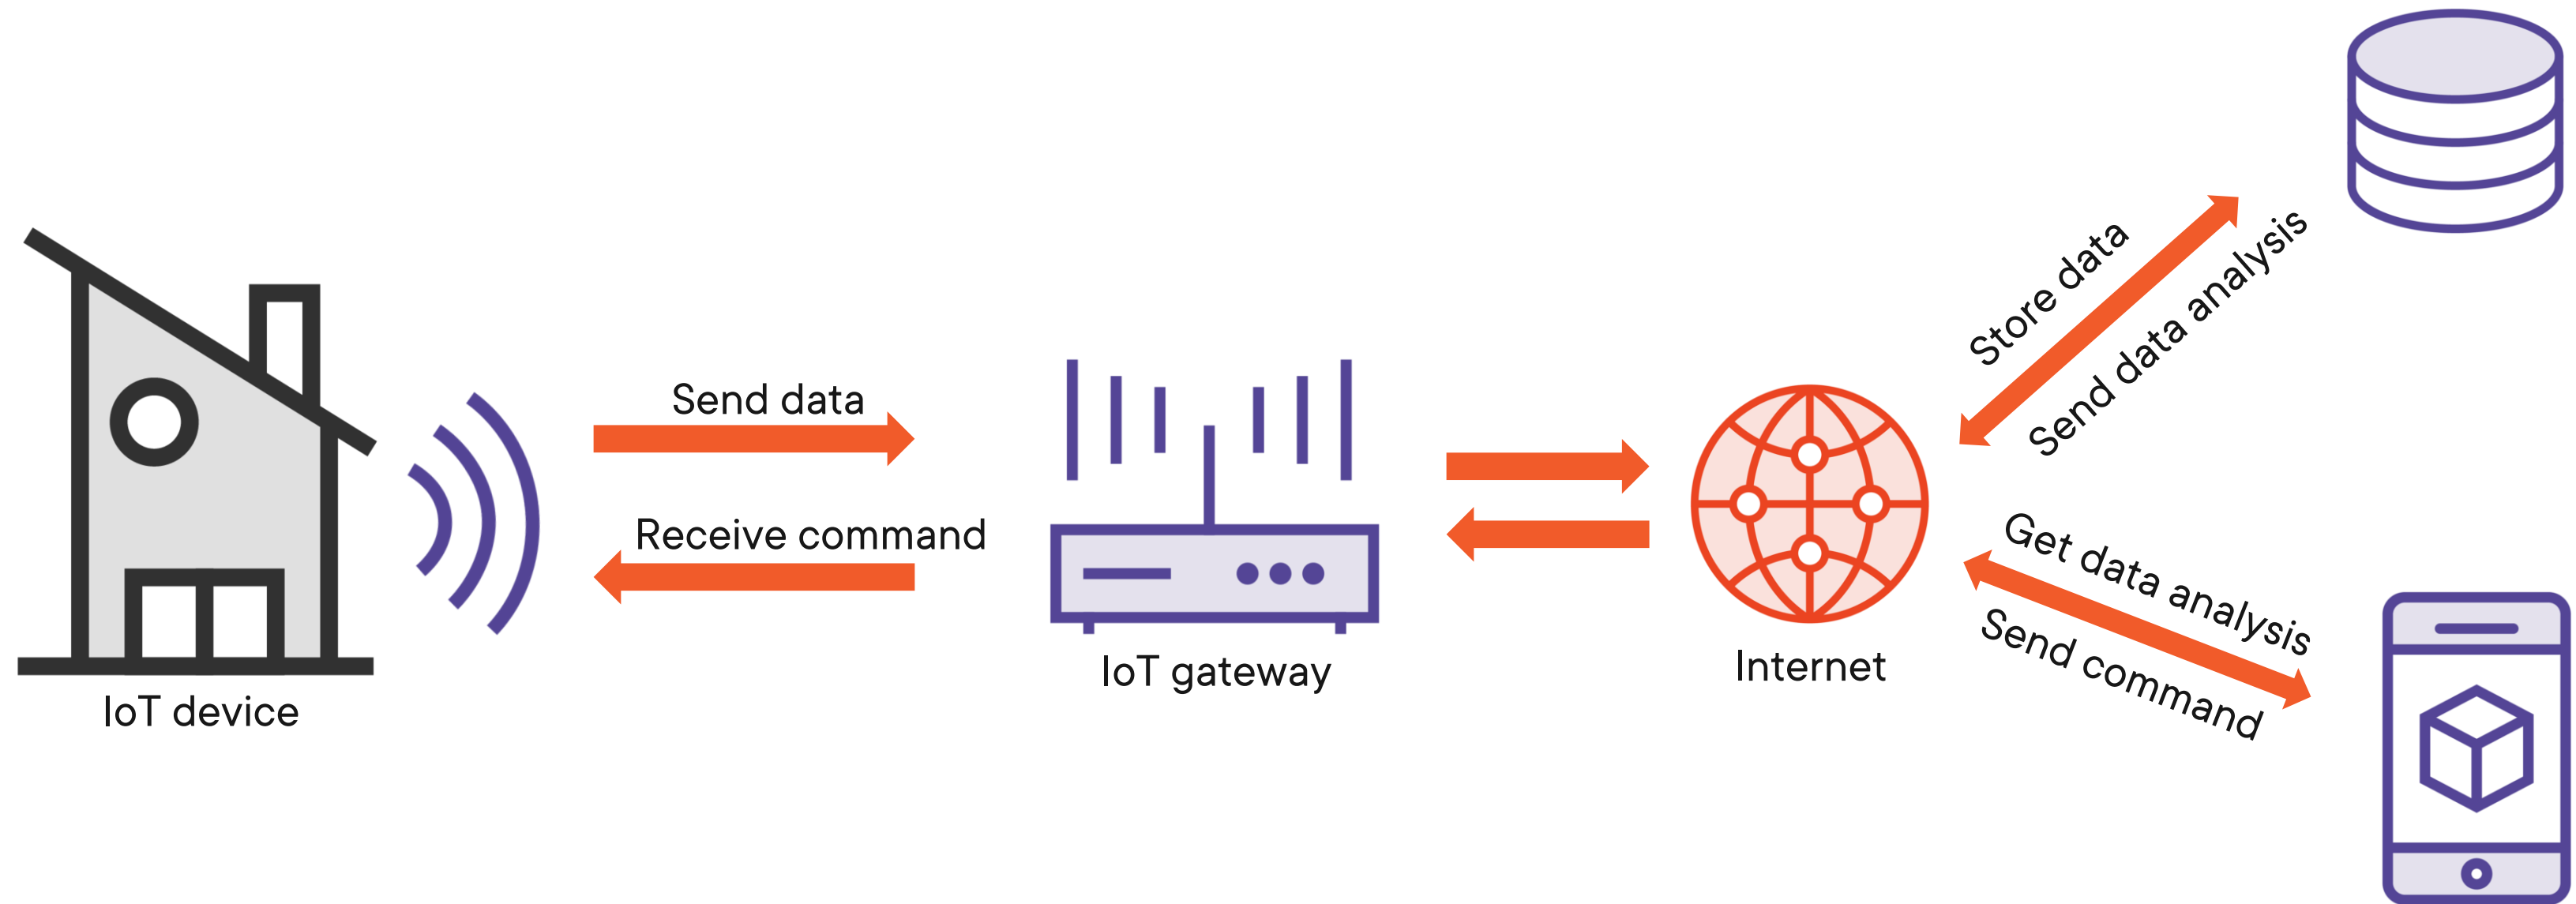 Send data
Receive command
IoT device
IoT gateway
Internet
Store data
Send data analysis
Get data analysis
Send command